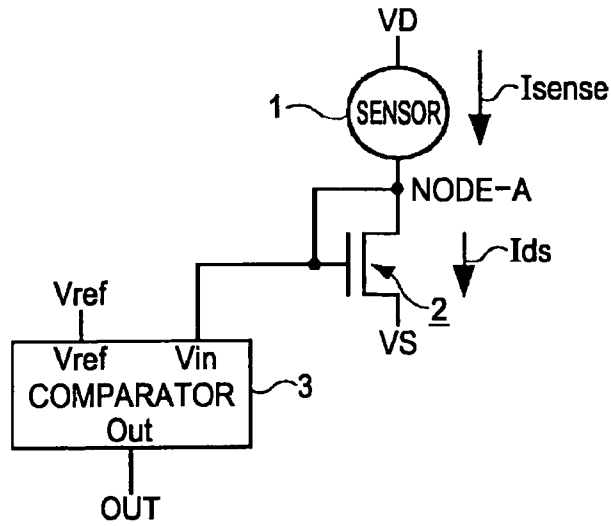 VD
Isense
1
SENSOR
NODE-A
Ids
2
VS
Vref
Vref Vin
COMPARATOR
Out
3
OUT